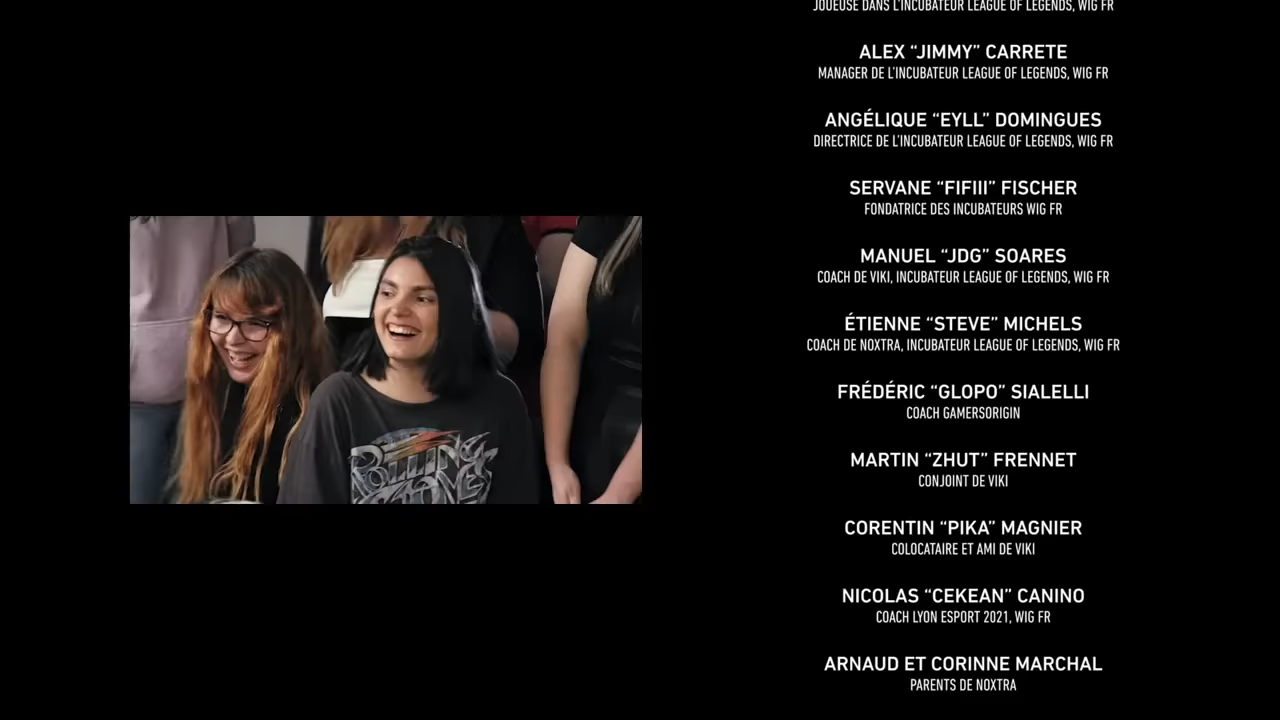 JOUEUSE DANS L'INCUBATEUR LEAGUE OF LEGENDS, WIG FR
ALEX “JIMMY” CARRETE
MANAGER DE L'INCUBATEUR LEAGUE OF LEGENDS, WIG FR
ANGÉLIQUE “EYLL” DOMINGUES
DIRECTRICE DE L'INCUBATEUR LEAGUE OF LEGENDS, WIG FR
SERVANE “FIFIII” FISCHER
FONDATRICE DES INCUBATEURS WIG FR
MANUEL “JDG” SOARES
COACH DE VIKI, INCUBATEUR LEAGUE OF LEGENDS, WIG FR
ÉTIENNE “STEVE” MICHELS
COACH DE NOXTRA, INCUBATEUR LEAGUE OF LEGENDS, WIG FR
FRÉDÉRIC “GLOPO” SIALELLI
COACH GAMERSORIGIN
MARTIN “ZHUT” FRENNET
CONJOINT DE VIKI
CORENTIN “PIKA” MAGNIER
COLOCATAIRE ET AMI DE VIKI
NICOLAS “CEKEAN” CANINO
COACH LYON ESPORT 2021, WIG FR
ARNAUD ET CORINNE MARCHAL
PARENTS DE NOXTRA
ROLLING
STONES